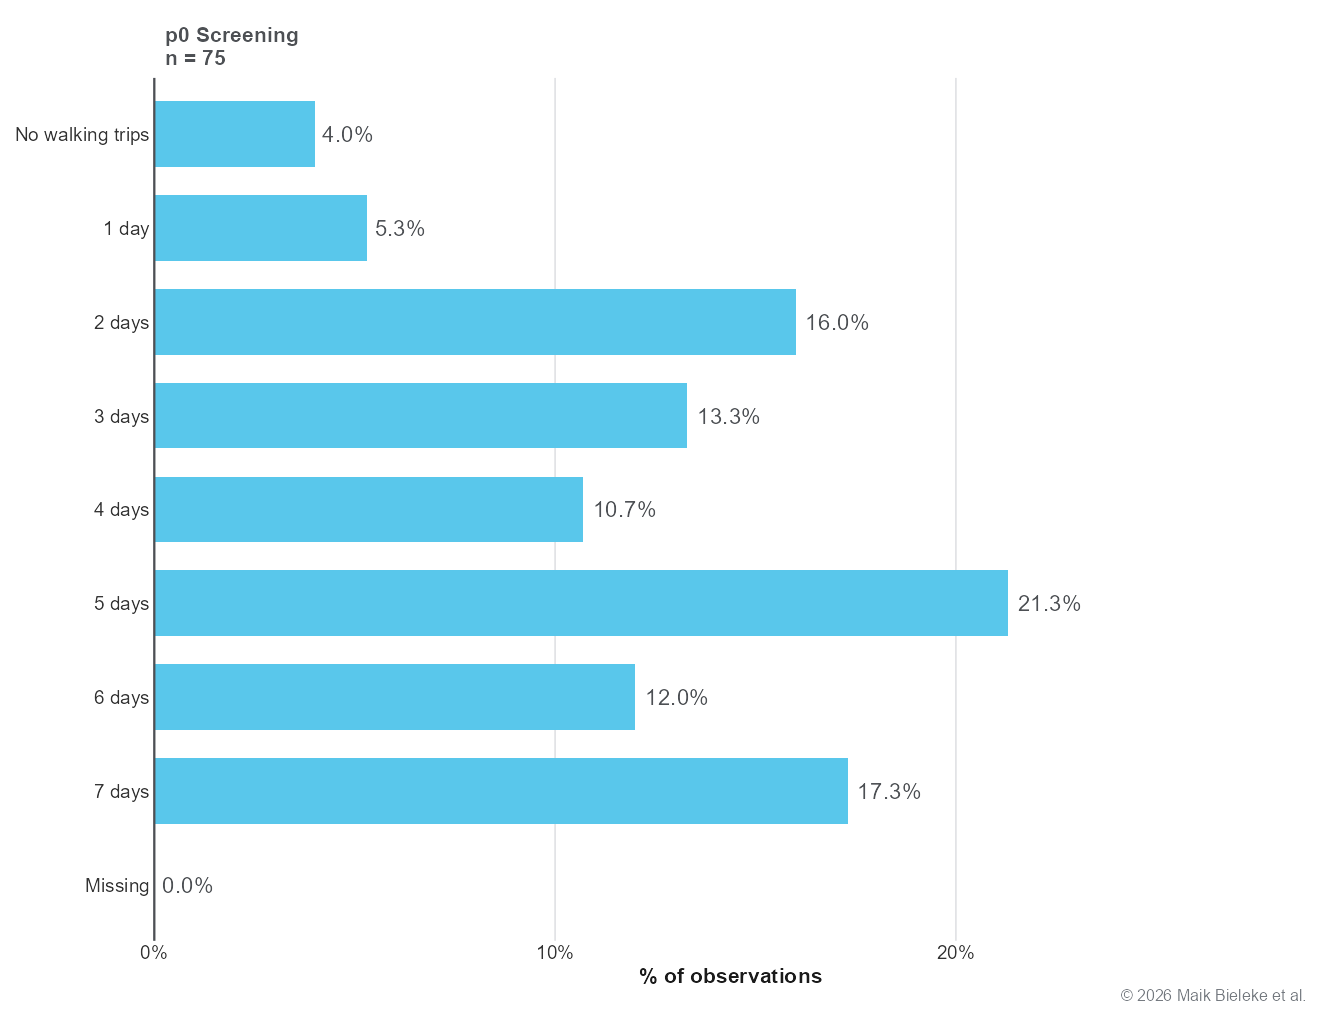 p0 Screening
n = 75
No walking trips 4.0%
1 day 5.3%
2 days 16.0%
3 days 13.3%
4 days 10.7%
5 days 21.3%
6 days 12.0%
7 days 17.3%
Missing 0.0%
0% 10% 20%
% of observations
© 2026 Maik Bieleke et al.